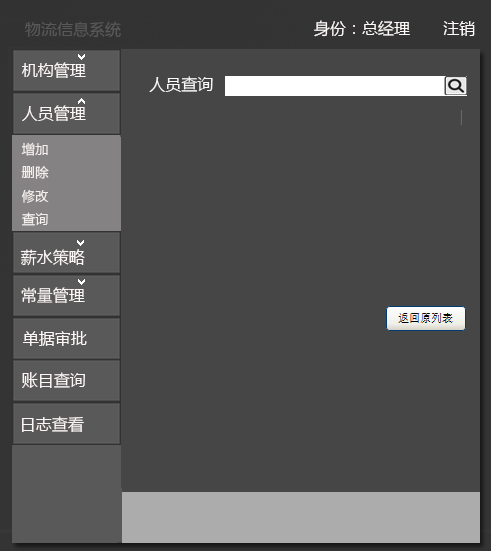 物流信息系统
身份：总经理 注销
机构管理
人员管理
增加
删除
修改
查询
薪水策略
常量管理
单据审批
账目查询
日志查看
人员查询
返回原列表